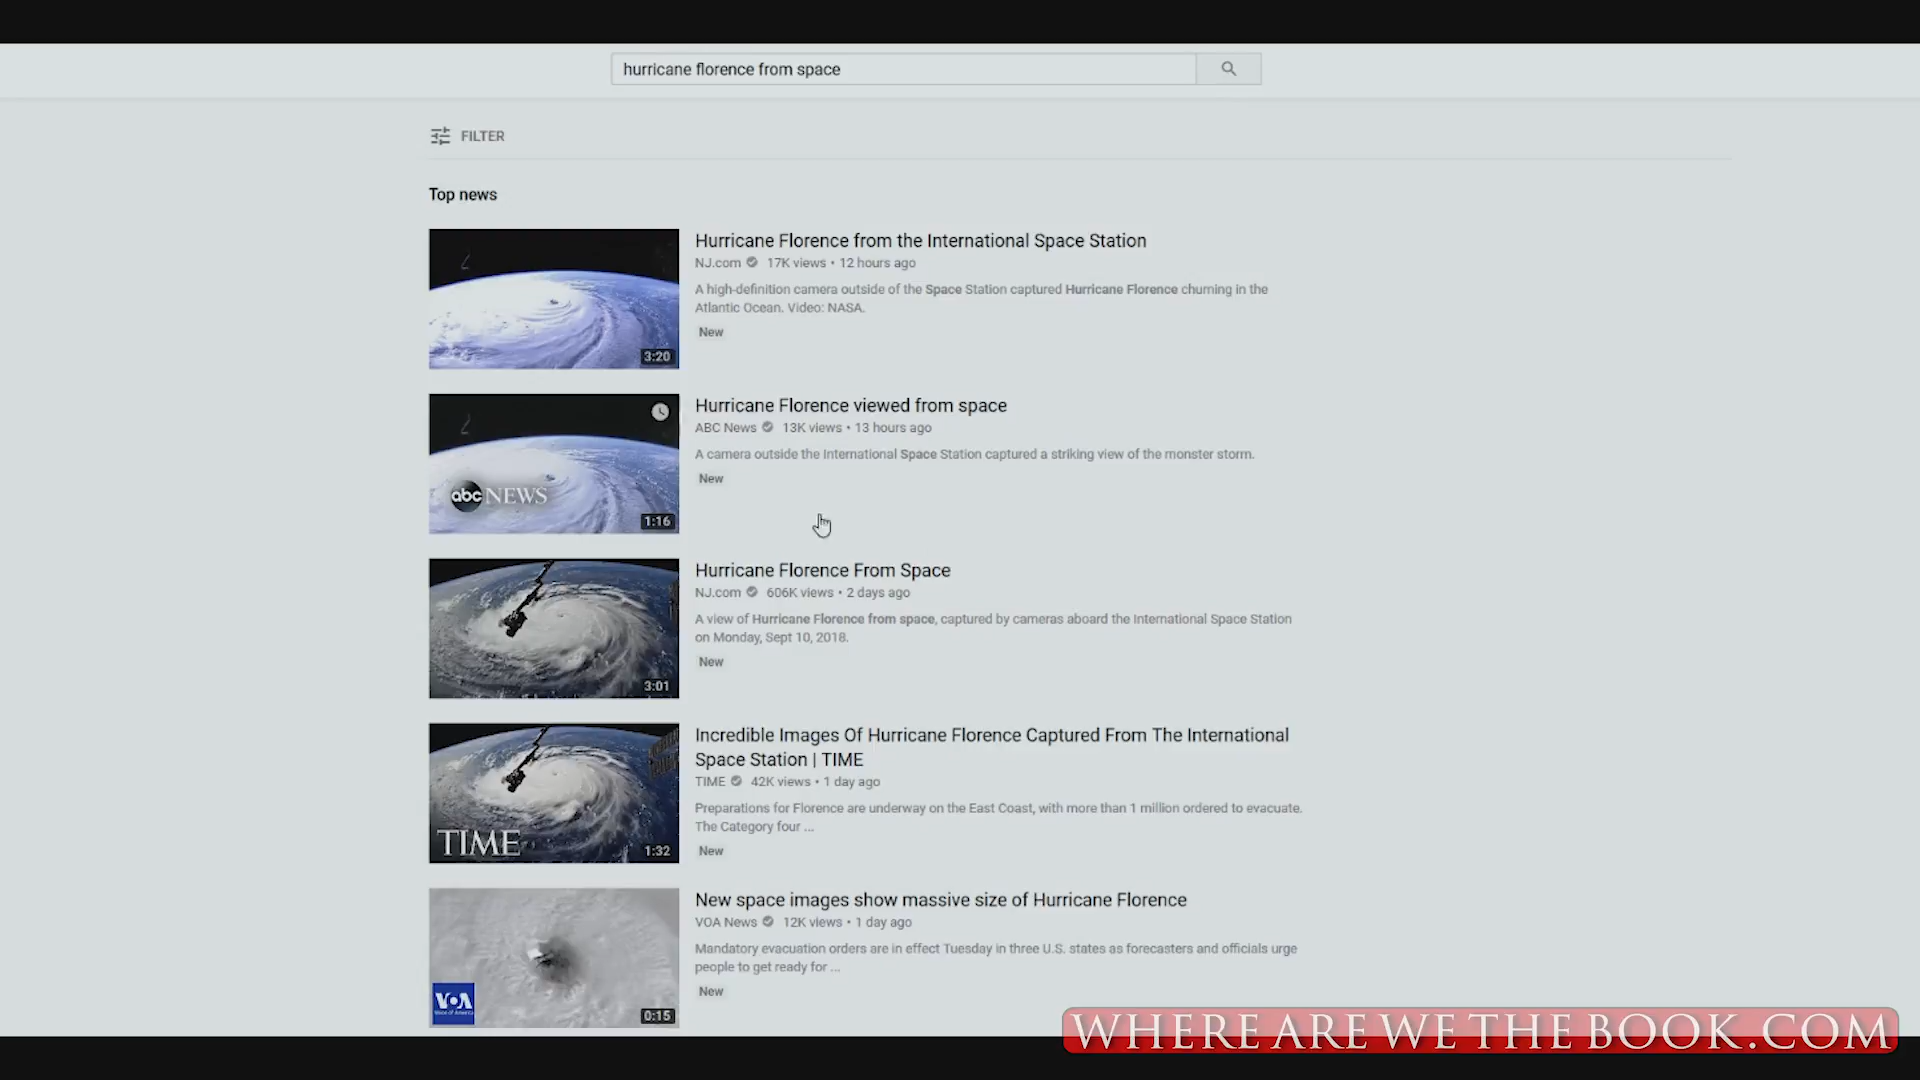 hurricane florence from space
FILTER
Top news
Hurricane Florence from the International Space Station
NJ.com 17K views • 12 hours ago
A high-definition camera outside of the Space Station captured Hurricane Florence churning in the
Atlantic Ocean. Video: NASA.
New
3:20
Hurricane Florence viewed from space
ABC News 13K views • 13 hours ago
A camera outside the International Space Station captured a striking view of the monster storm.
New
abc NEWS
1:16
Hurricane Florence From Space
NJ.com 606K views • 2 days ago
A view of Hurricane Florence from space, captured by cameras aboard the International Space Station
on Monday, Sept 10, 2018.
New
3:01
Incredible Images Of Hurricane Florence Captured From The International
Space Station | TIME
TIME 42K views • 1 day ago
Preparations for Florence are underway on the East Coast, with more than 1 million ordered to evacuate.
The Category four ...
New
TIME
1:32
New space images show massive size of Hurricane Florence
VOA News 12K views • 1 day ago
Mandatory evacuation orders are in effect Tuesday in three U.S. states as forecasters and officials urge
people to get ready for ...
New
VOA
Voice of America
0:15
WHERE ARE WE THE BOOK.COM